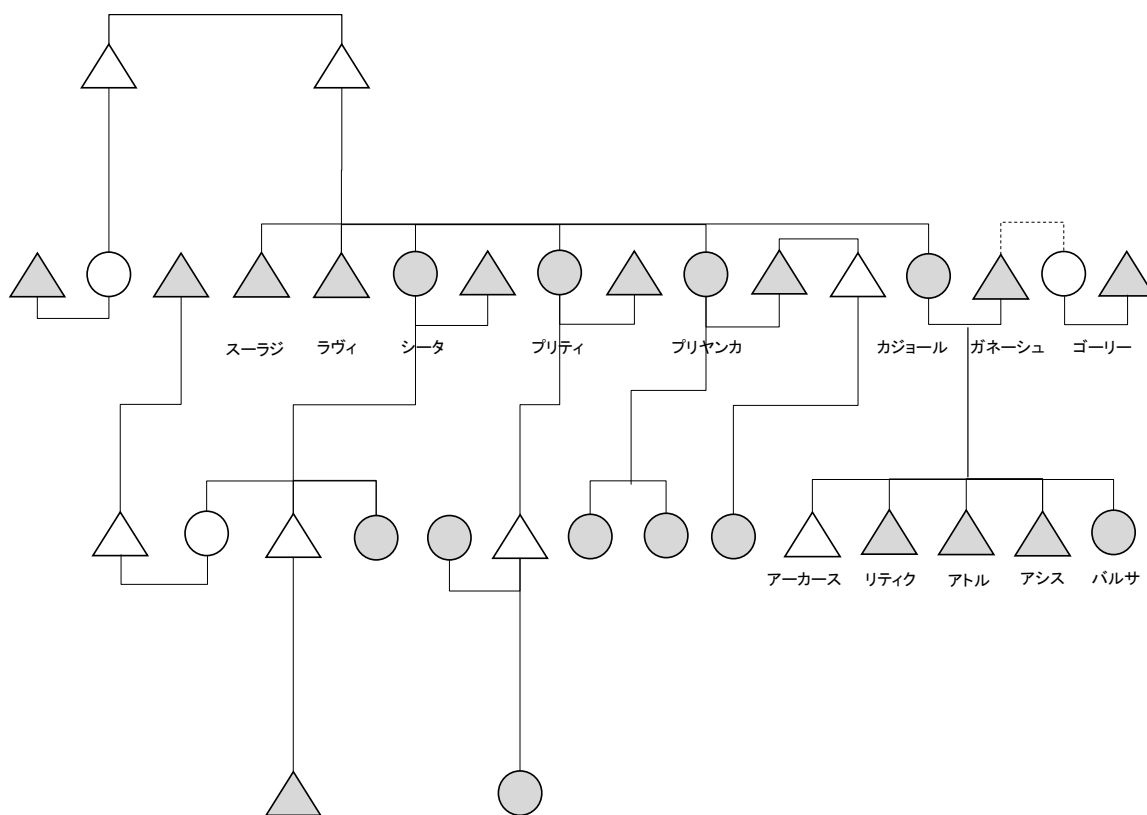 スーラジ ラヴィ シータ プリティ プリヤンカ カジョール ガネーシュ ゴーリー
アーカース リティク アトル アシス バルサ